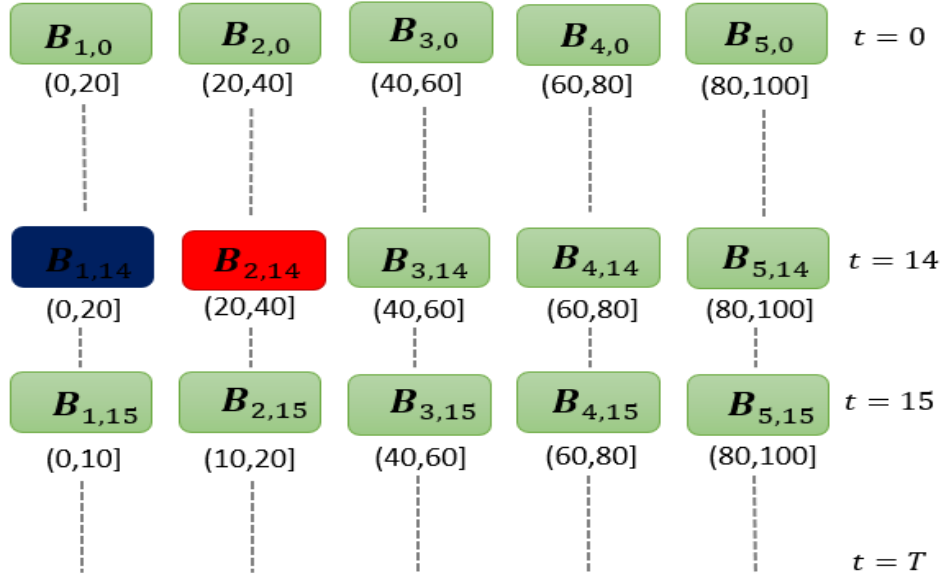 B1,0 B2,0 B3,0 B4,0 B5,0 t = 0
(0,20] (20,40] (40,60] (60,80] (80,100]
B1,14 B2,14 B3,14 B4,14 B5,14 t = 14
(0,20] (20,40] (40,60] (60,80] (80,100]
B1,15 B2,15 B3,15 B4,15 B5,15 t = 15
(0,10] (10,20] (40,60] (60,80] (80,100]
t = T